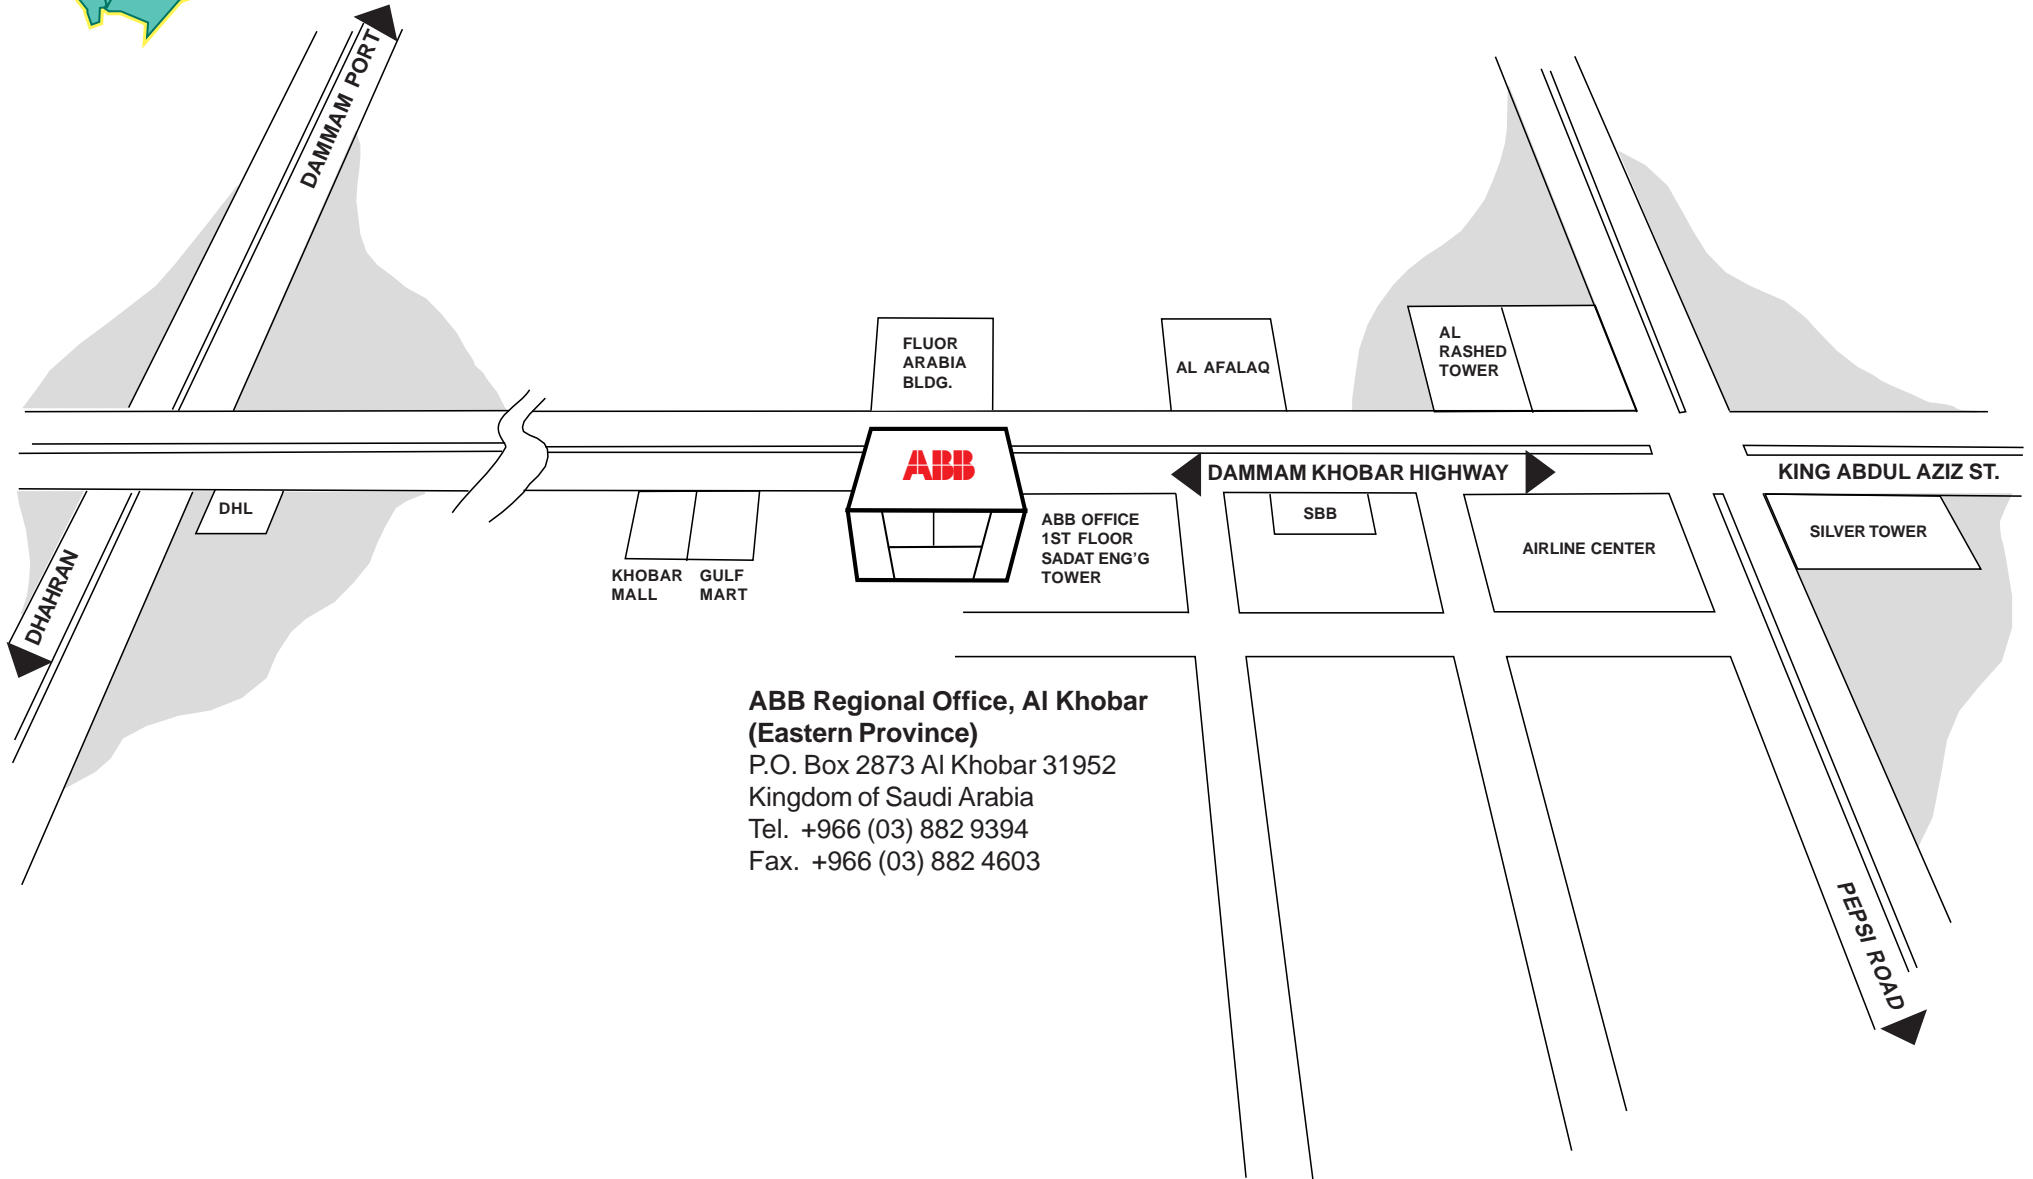 DAMMAM PORT
FLUOR
ARABIA
BLDG.
AL AFALAQ
AL
RASHED
TOWER
ABB
DAMMAM KHOBAR HIGHWAY
KING ABDUL AZIZ ST.
DHL
KHOBAR
MALL
GULF
MART
ABB OFFICE
1ST FLOOR
SADAT ENG’G
TOWER
SBB
AIRLINE CENTER
SILVER TOWER
DHAHRAN
ABB Regional Office, Al Khobar
(Eastern Province)
P.O. Box 2873 Al Khobar 31952
Kingdom of Saudi Arabia
Tel. +966 (03) 882 9394
Fax. +966 (03) 882 4603
PEPSI ROAD